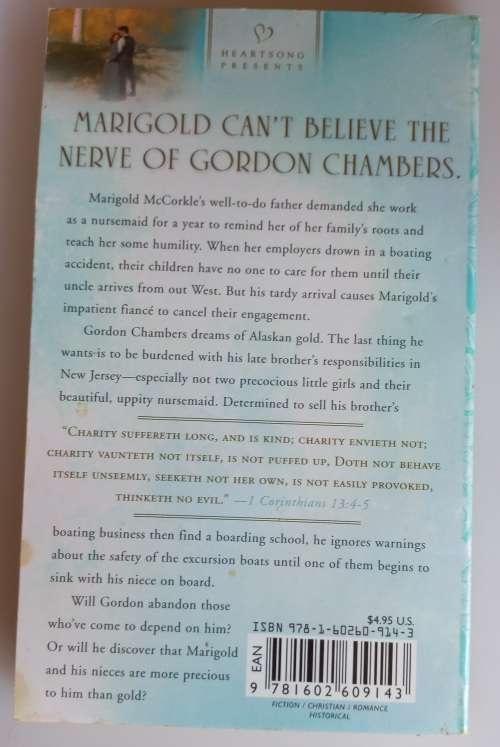 HEARTSONG
PRESENTS
MARIGOLD CAN'T BELIEVE THE
NERVE OF GORDON CHAMBERS.
Marigold McCorkle's well-to-do father demanded she work
as a nursemaid for a year to remind her of her family's roots and
teach her some humility. When her employers drown in a boating
accident, their children have no one to care for them until their
uncle arrives from out West. But his tardy arrival causes Marigold's
impatient fiancé to cancel their engagement.
Gordon Chambers dreams of Alaskan gold. The last thing he
wants is to be burdened with his late brother's responsibilities in
New Jersey—especially not two precocious little girls and their
beautiful, uppity nursemaid. Determined to sell his brother's
"CHARITY SUFFERETH LONG, AND IS KIND; CHARITY ENVIETH NOT;
CHARITY VAUNTETH NOT ITSELF, IS NOT PUFFED UP, DOTH NOT BEHAVE
ITSELF UNSEEMLY, SEEKETH NOT HER OWN, IS NOT EASILY PROVOKED,
THINKETH NO EVIL." —1 Corinthians 13:4-5
boating business then find a boarding school, he ignores warnings
about the safety of the excursion boats until one of them begins to
sink with his niece on board.
Will Gordon abandon those
who've come to depend on him?
Or will he discover that Marigold
and his nieces are more precious
to him than gold?
$4.95 U.S.
ISBN 978-1-60260-914-3
EAN
9 781602 609143
FICTION / CHRISTIAN / ROMANCE
HISTORICAL